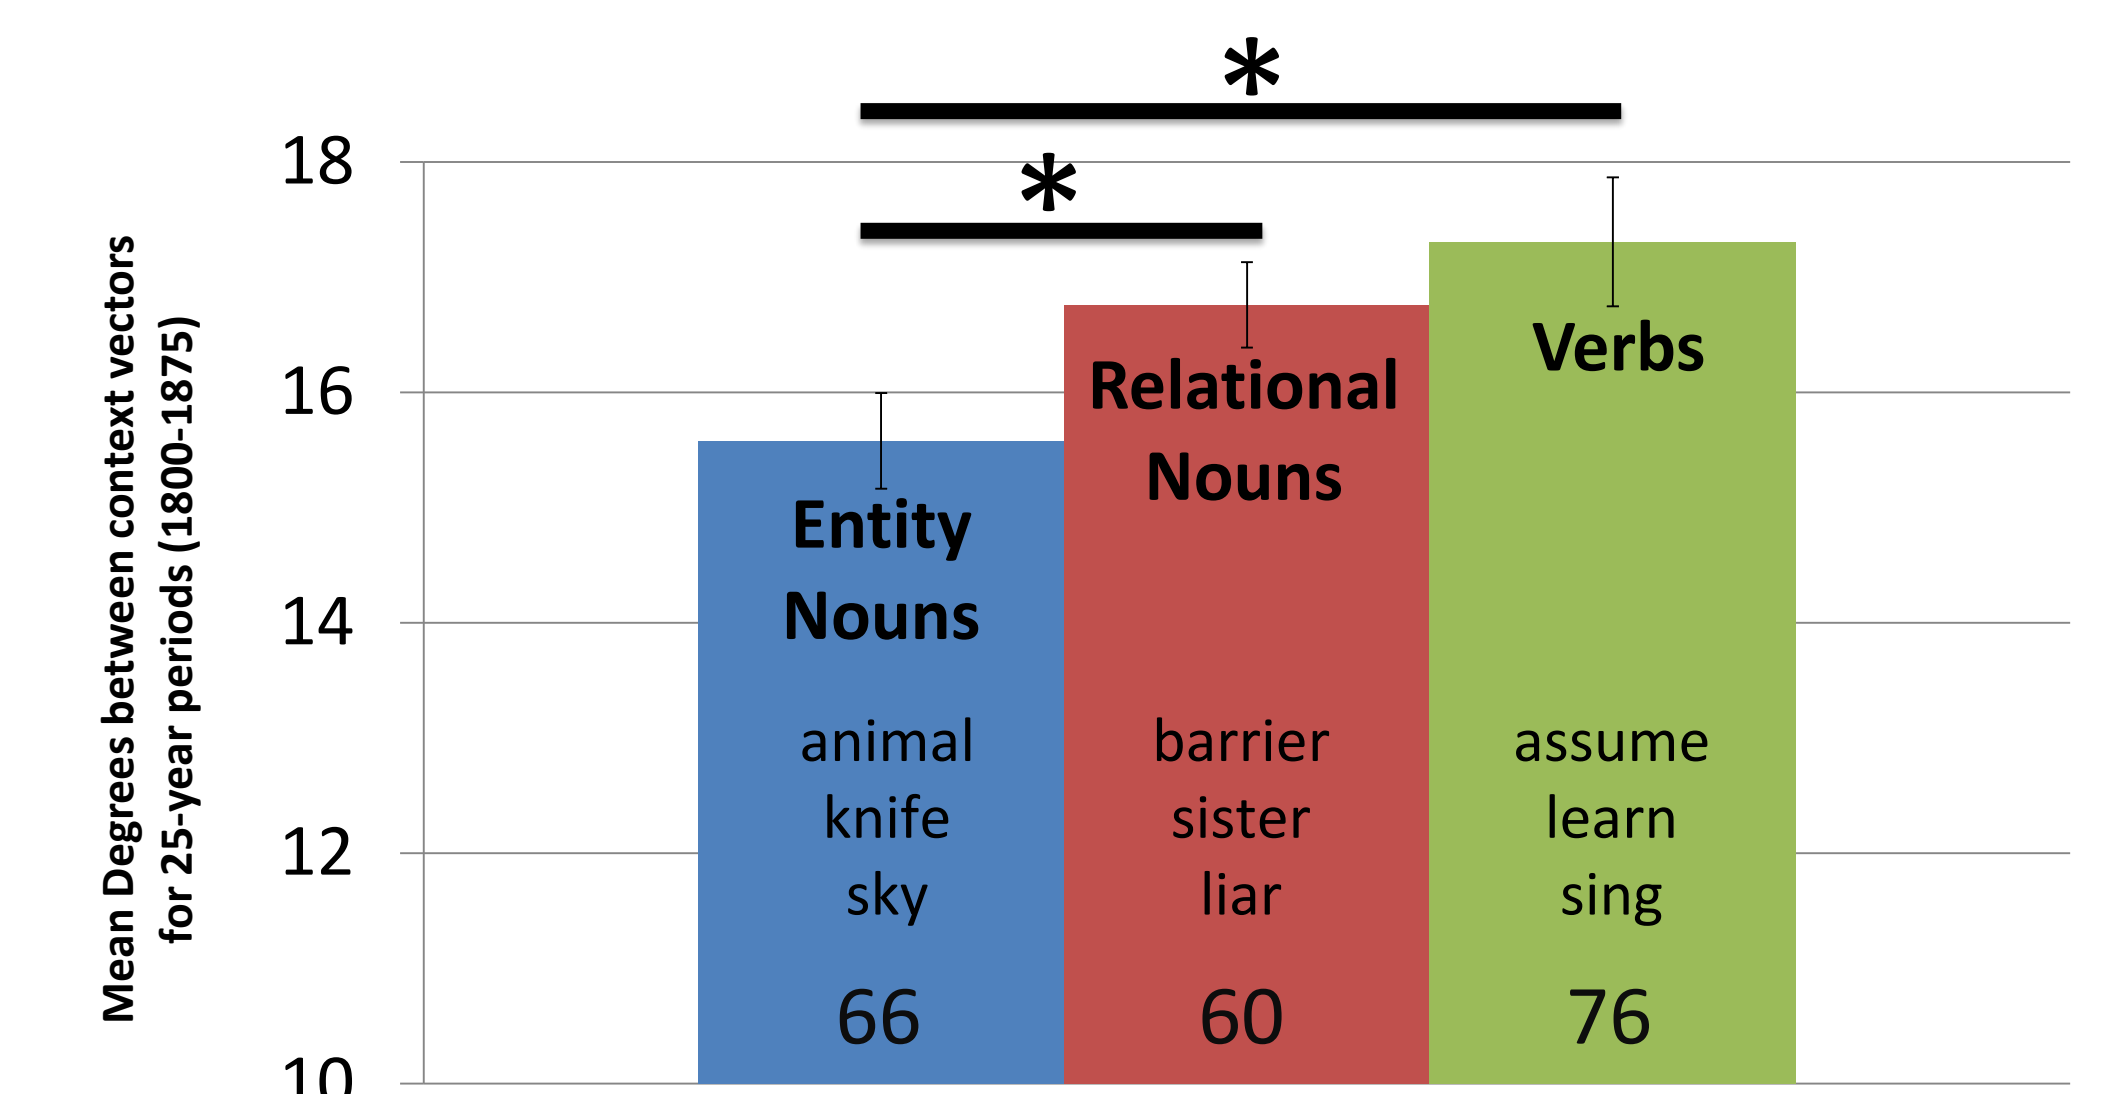 *
*
18
16
14
12
10
Mean Degrees between context vectors
for 25-year periods (1800-1875)
Entity
Nouns
animal
knife
sky
66
Relational
Nouns
barrier
sister
liar
60
Verbs
assume
learn
sing
76